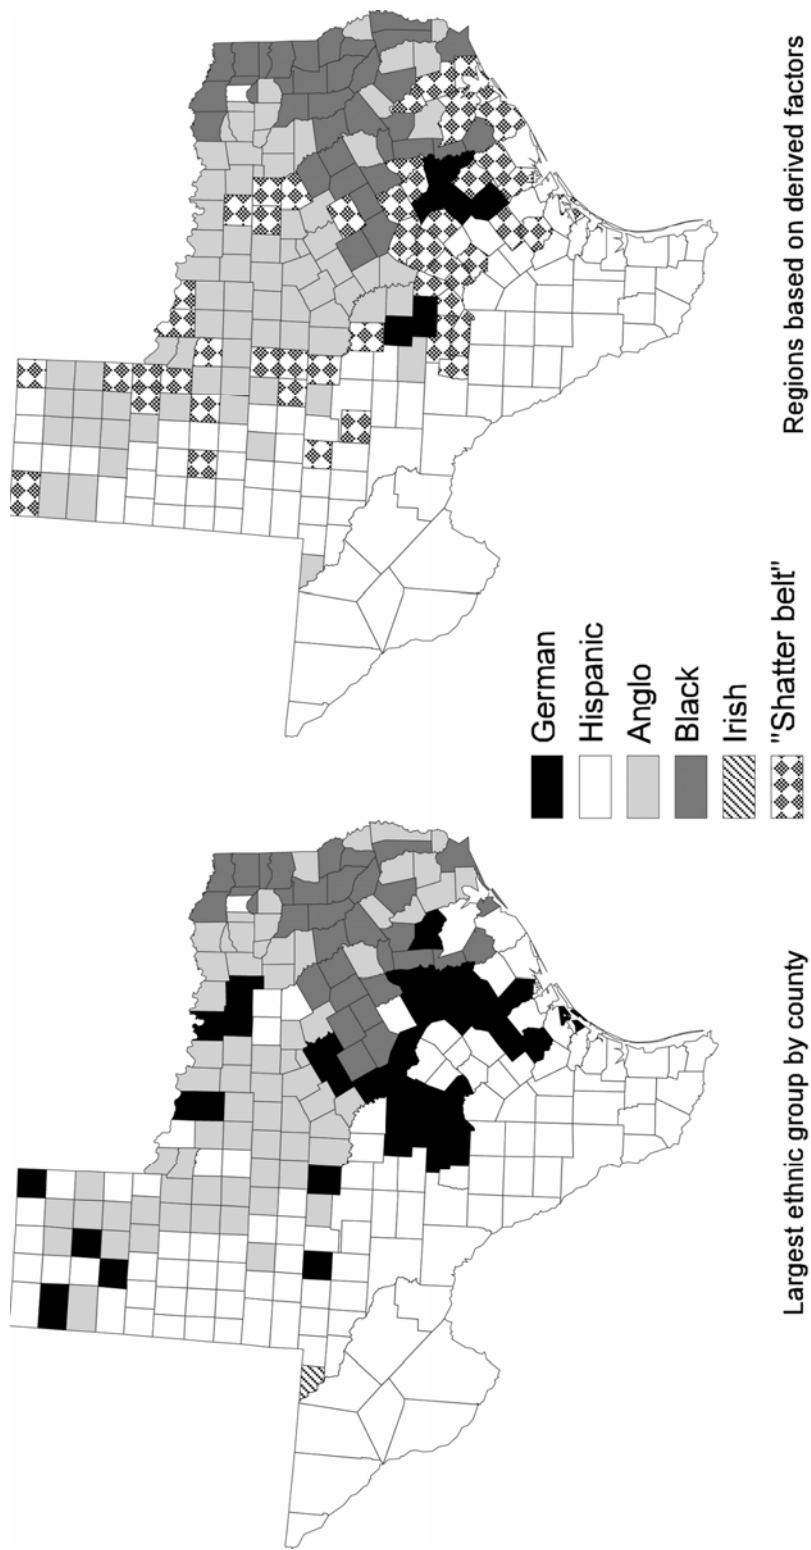 Largest ethnic group by county
German
Hispanic
Anglo
Black
Irish
"Shatter belt"
Regions based on derived factors